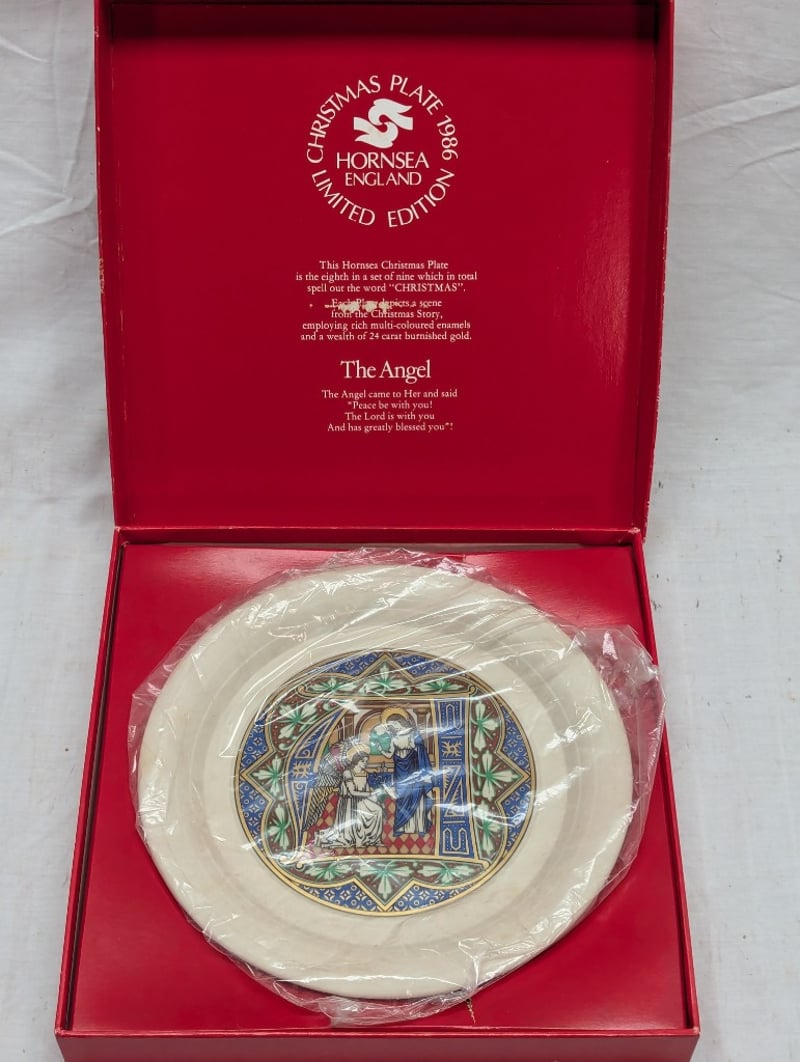 CHRISTMAS PLATE 1986
HORNSEA
ENGLAND
LIMITED EDITION
This Hornsea Christmas Plate
is the eighth in a set of nine which in total
spell out the word "CHRISTMAS".
Each Plate depicts a scene
from the Christmas Story,
employing rich multi-coloured enamels
and a wealth of 24 carat burnished gold.
The Angel
The Angel came to Her and said
"Peace be with you!
The Lord is with you
And has greatly blessed you"!
A